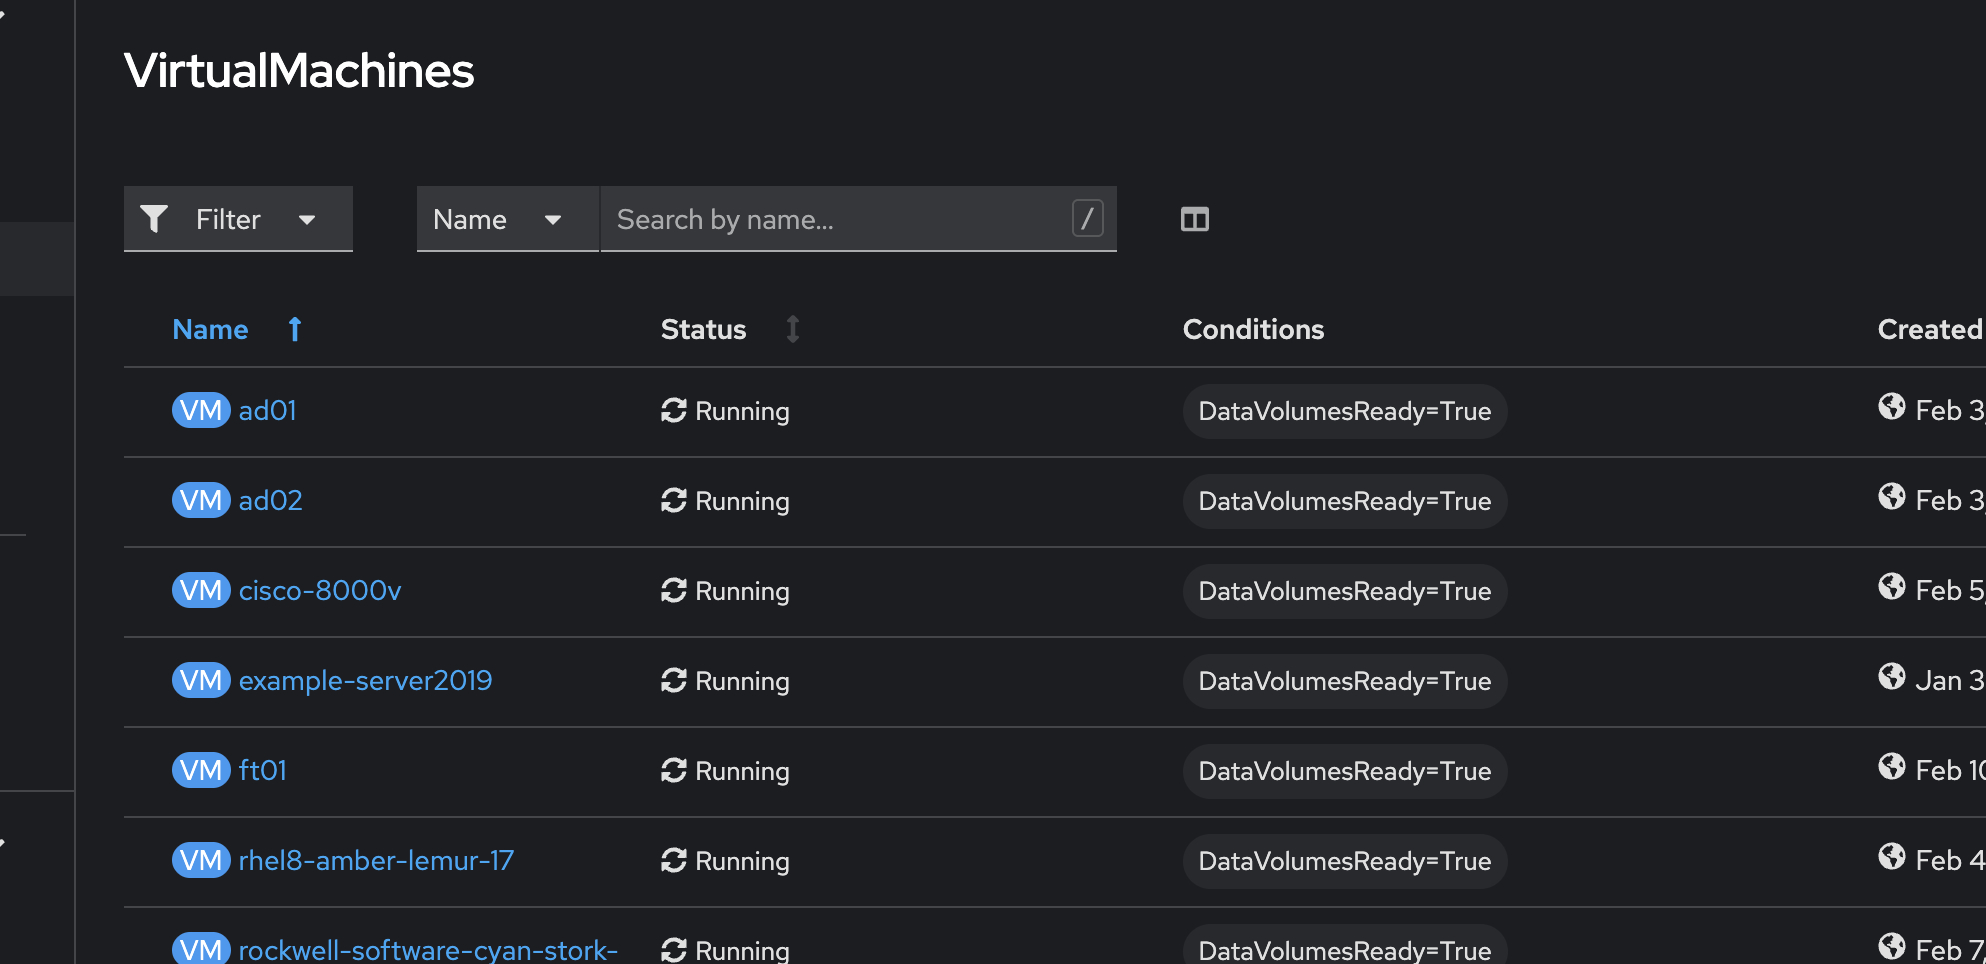 VirtualMachines
Filter Name Search by name... /
Name Status Conditions Created
VM ad01 Running DataVolumesReady=True Feb 3,
VM ad02 Running DataVolumesReady=True Feb 3,
VM cisco-8000v Running DataVolumesReady=True Feb 5,
VM example-server2019 Running DataVolumesReady=True Jan 3
VM ft01 Running DataVolumesReady=True Feb 10
VM rhel8-amber-lemur-17 Running DataVolumesReady=True Feb 4
VM rockwell-software-cyan-stork- Running DataVolumesReady=True Feb 7,